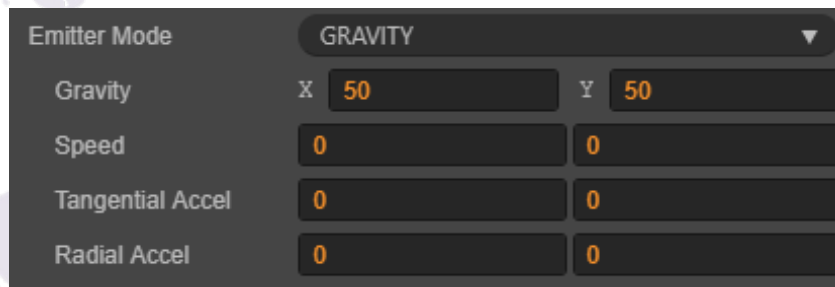 Emitter Mode GRAVITY
Gravity X 50 Y 50
Speed 0 0
Tangential Accel 0 0
Radial Accel 0 0